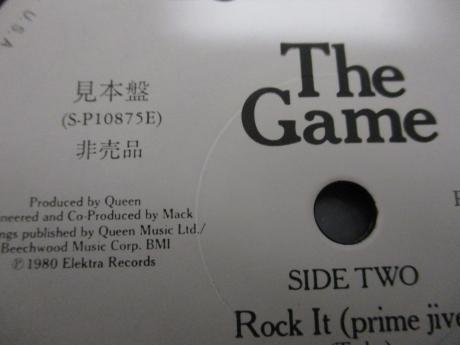 U.S.A
The
Game
見本盤
(S-P10875E)
非売品
Produced by Queen
neered and Co-Produced by Mack
ngs published by Queen Music Ltd./
Beechwood Music Corp. BMI
℗ 1980 Elektra Records
SIDE TWO
Rock It (prime jive